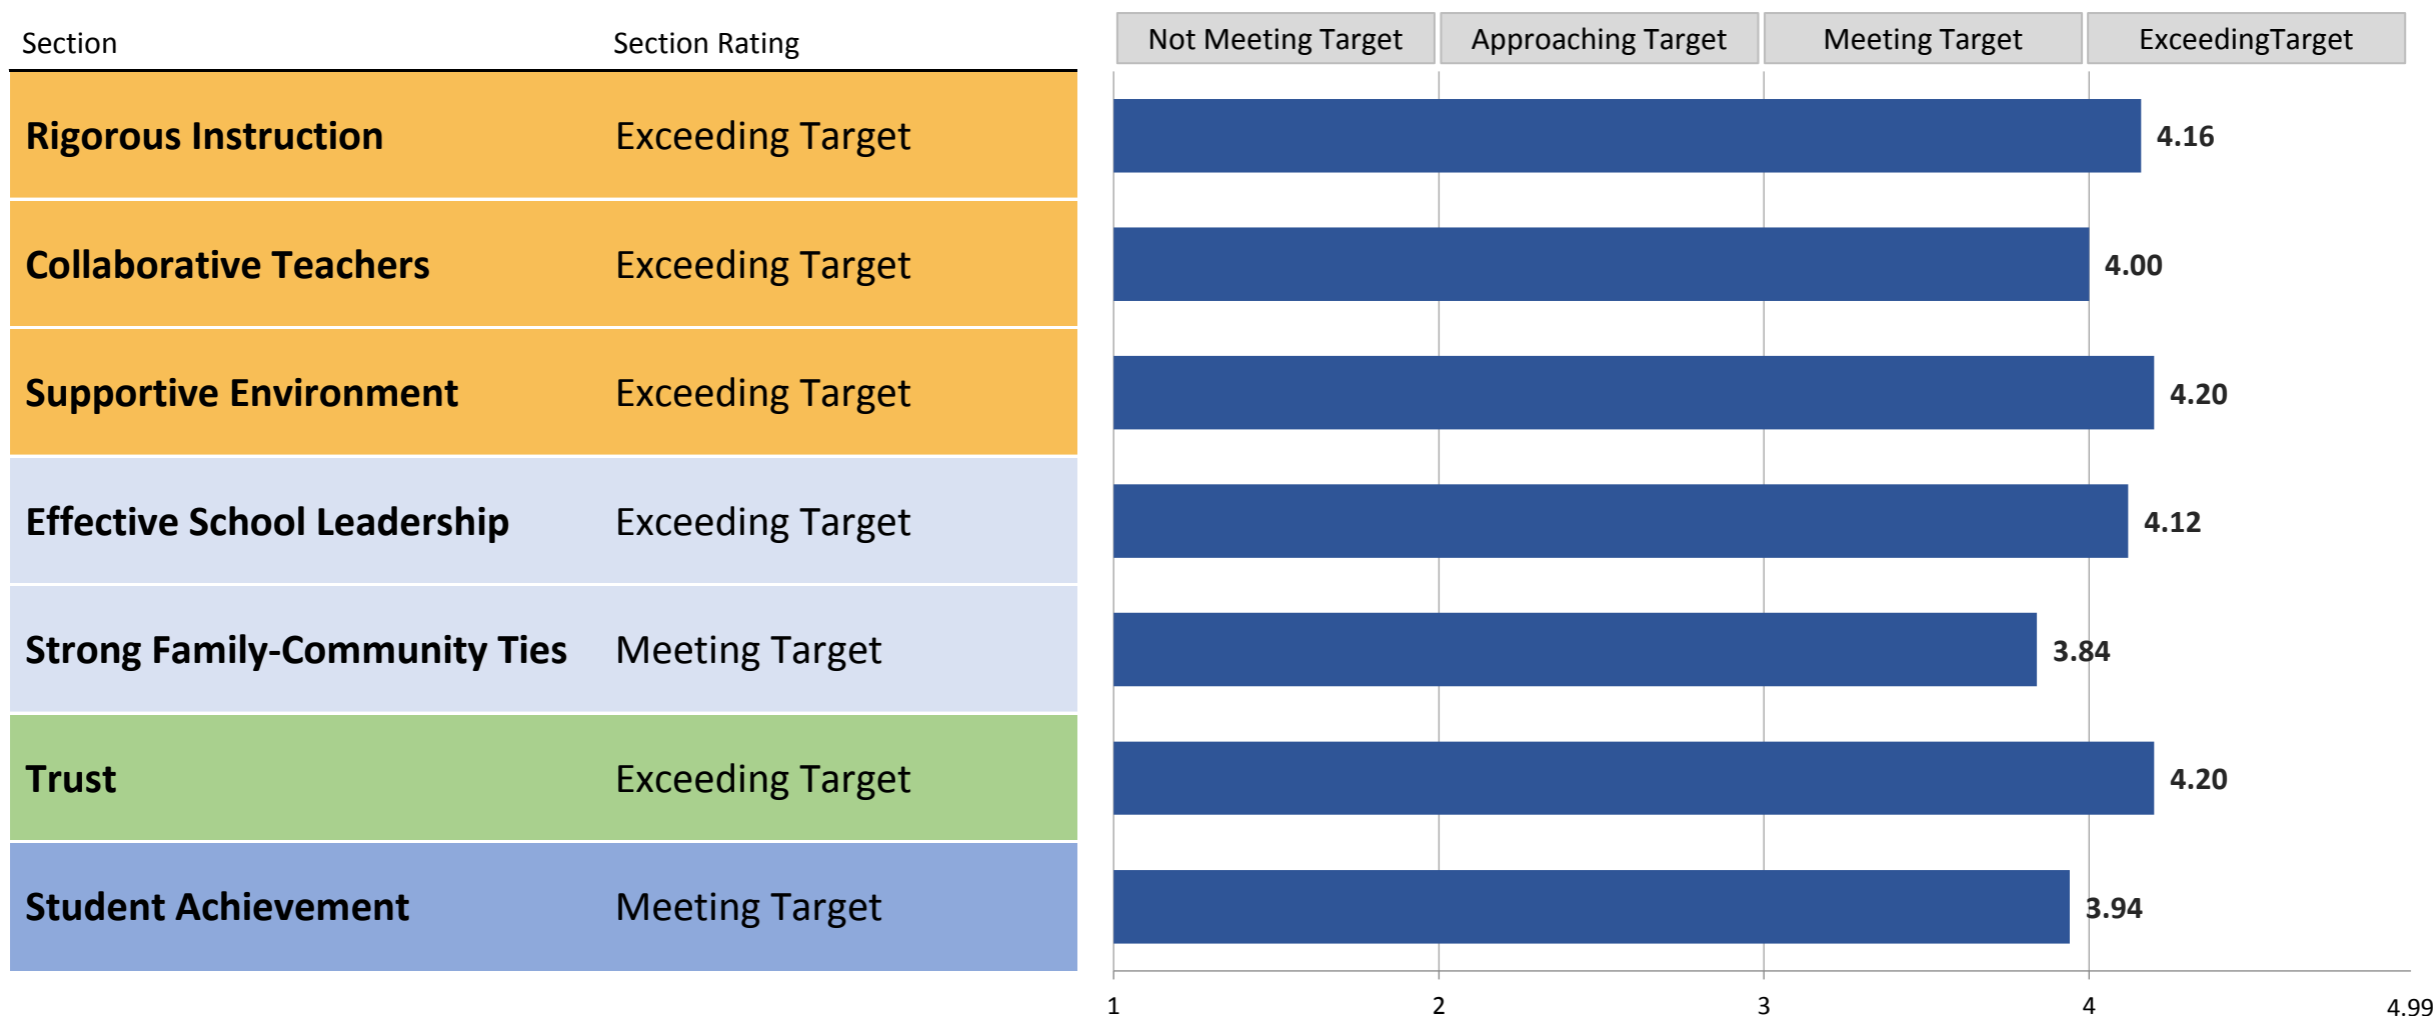 Section Section Rating Not Meeting Target Approaching Target Meeting Target ExceedingTarget
Rigorous Instruction Exceeding Target 4.16
Collaborative Teachers Exceeding Target 4.00
Supportive Environment Exceeding Target 4.20
Effective School Leadership Exceeding Target 4.12
Strong Family-Community Ties Meeting Target 3.84
Trust Exceeding Target 4.20
Student Achievement Meeting Target 3.94
1 2 3 4 4.99